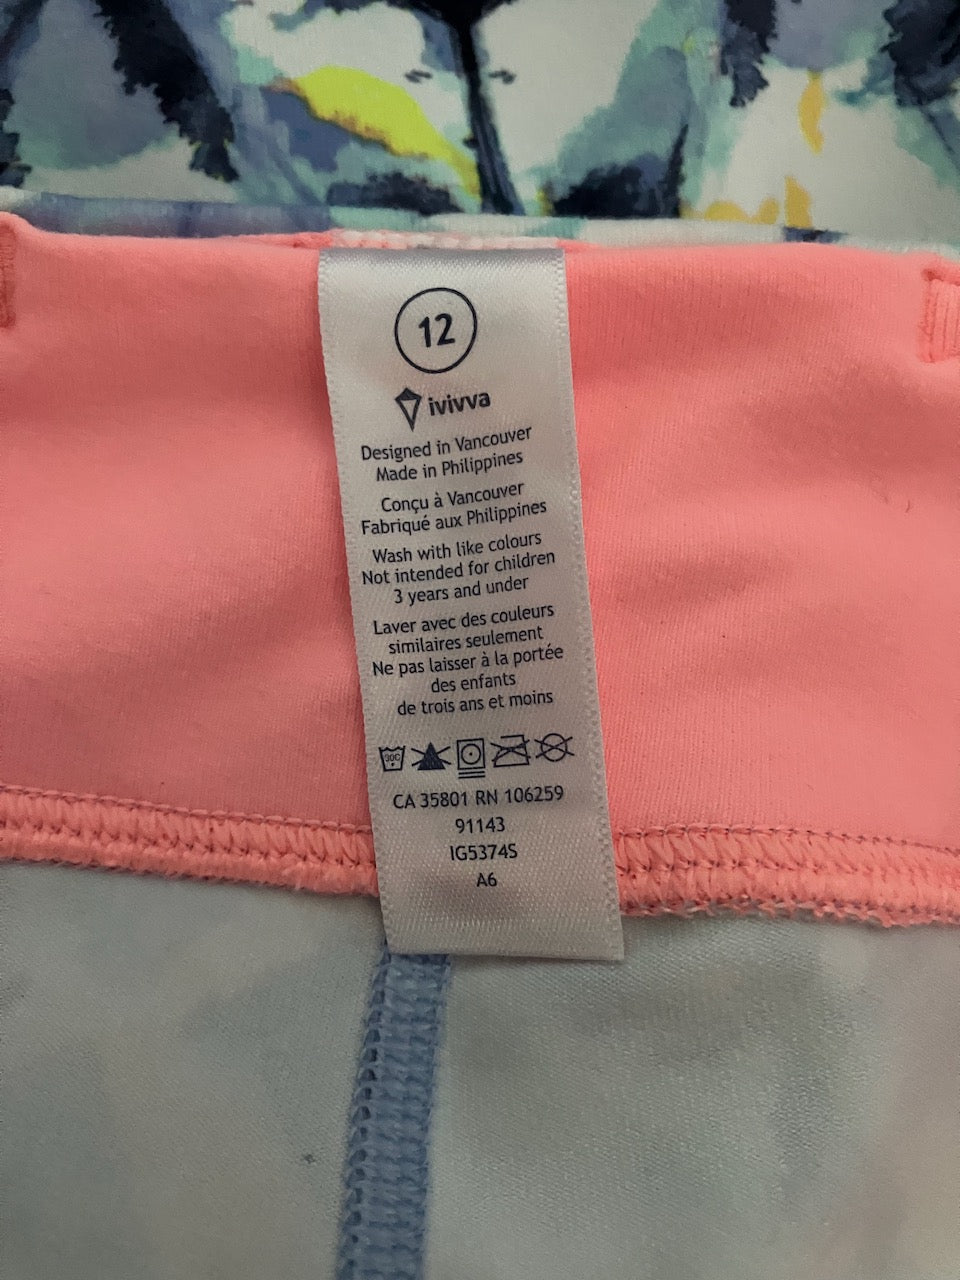 12
ivivva
Designed in Vancouver
Made in Philippines
Conçu à Vancouver
Fabriqué aux Philippines
Wash with like colours
Not intended for children
3 years and under
Laver avec des couleurs
similaires seulement
Ne pas laisser à la portée
des enfants
de trois ans et moins
30C
CA 35801 RN 106259
91143
IG5374S
A6